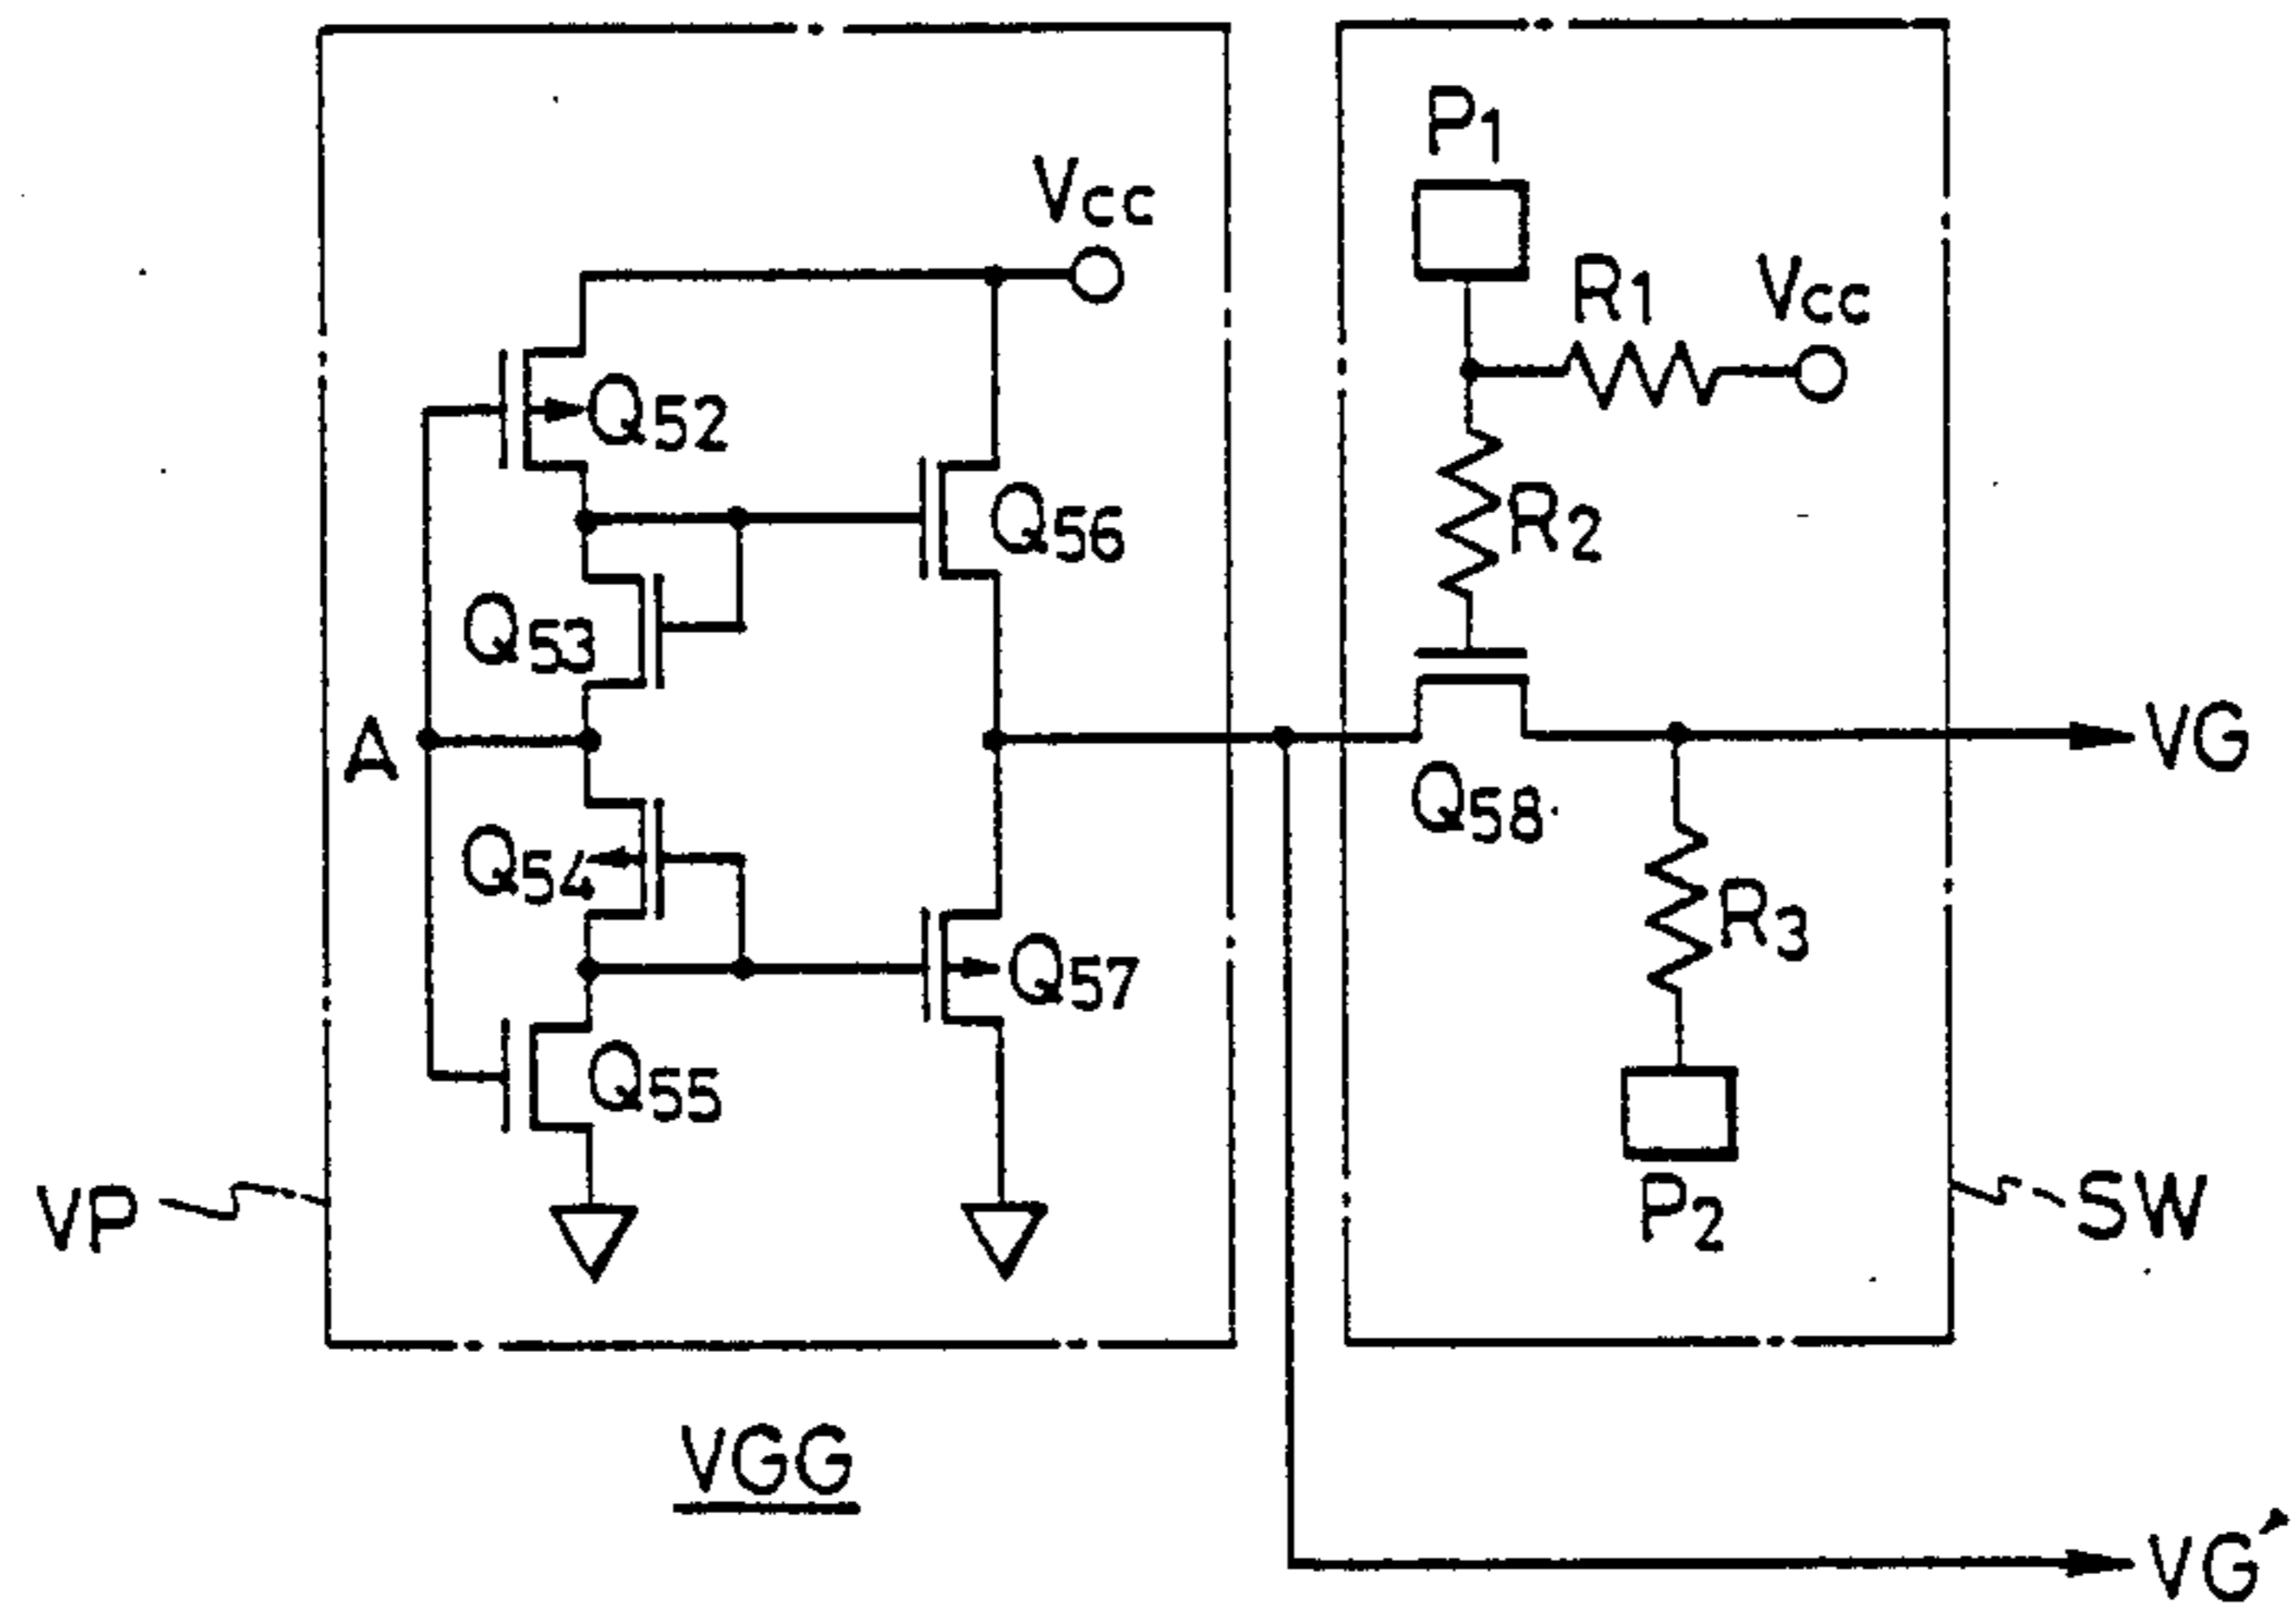 P1
Vcc
R1 Vcc
Q52
Q56
R2
Q53
A
VG
Q58
Q54
R3
Q57
Q55
VP
P2
SW
VGG
VG'